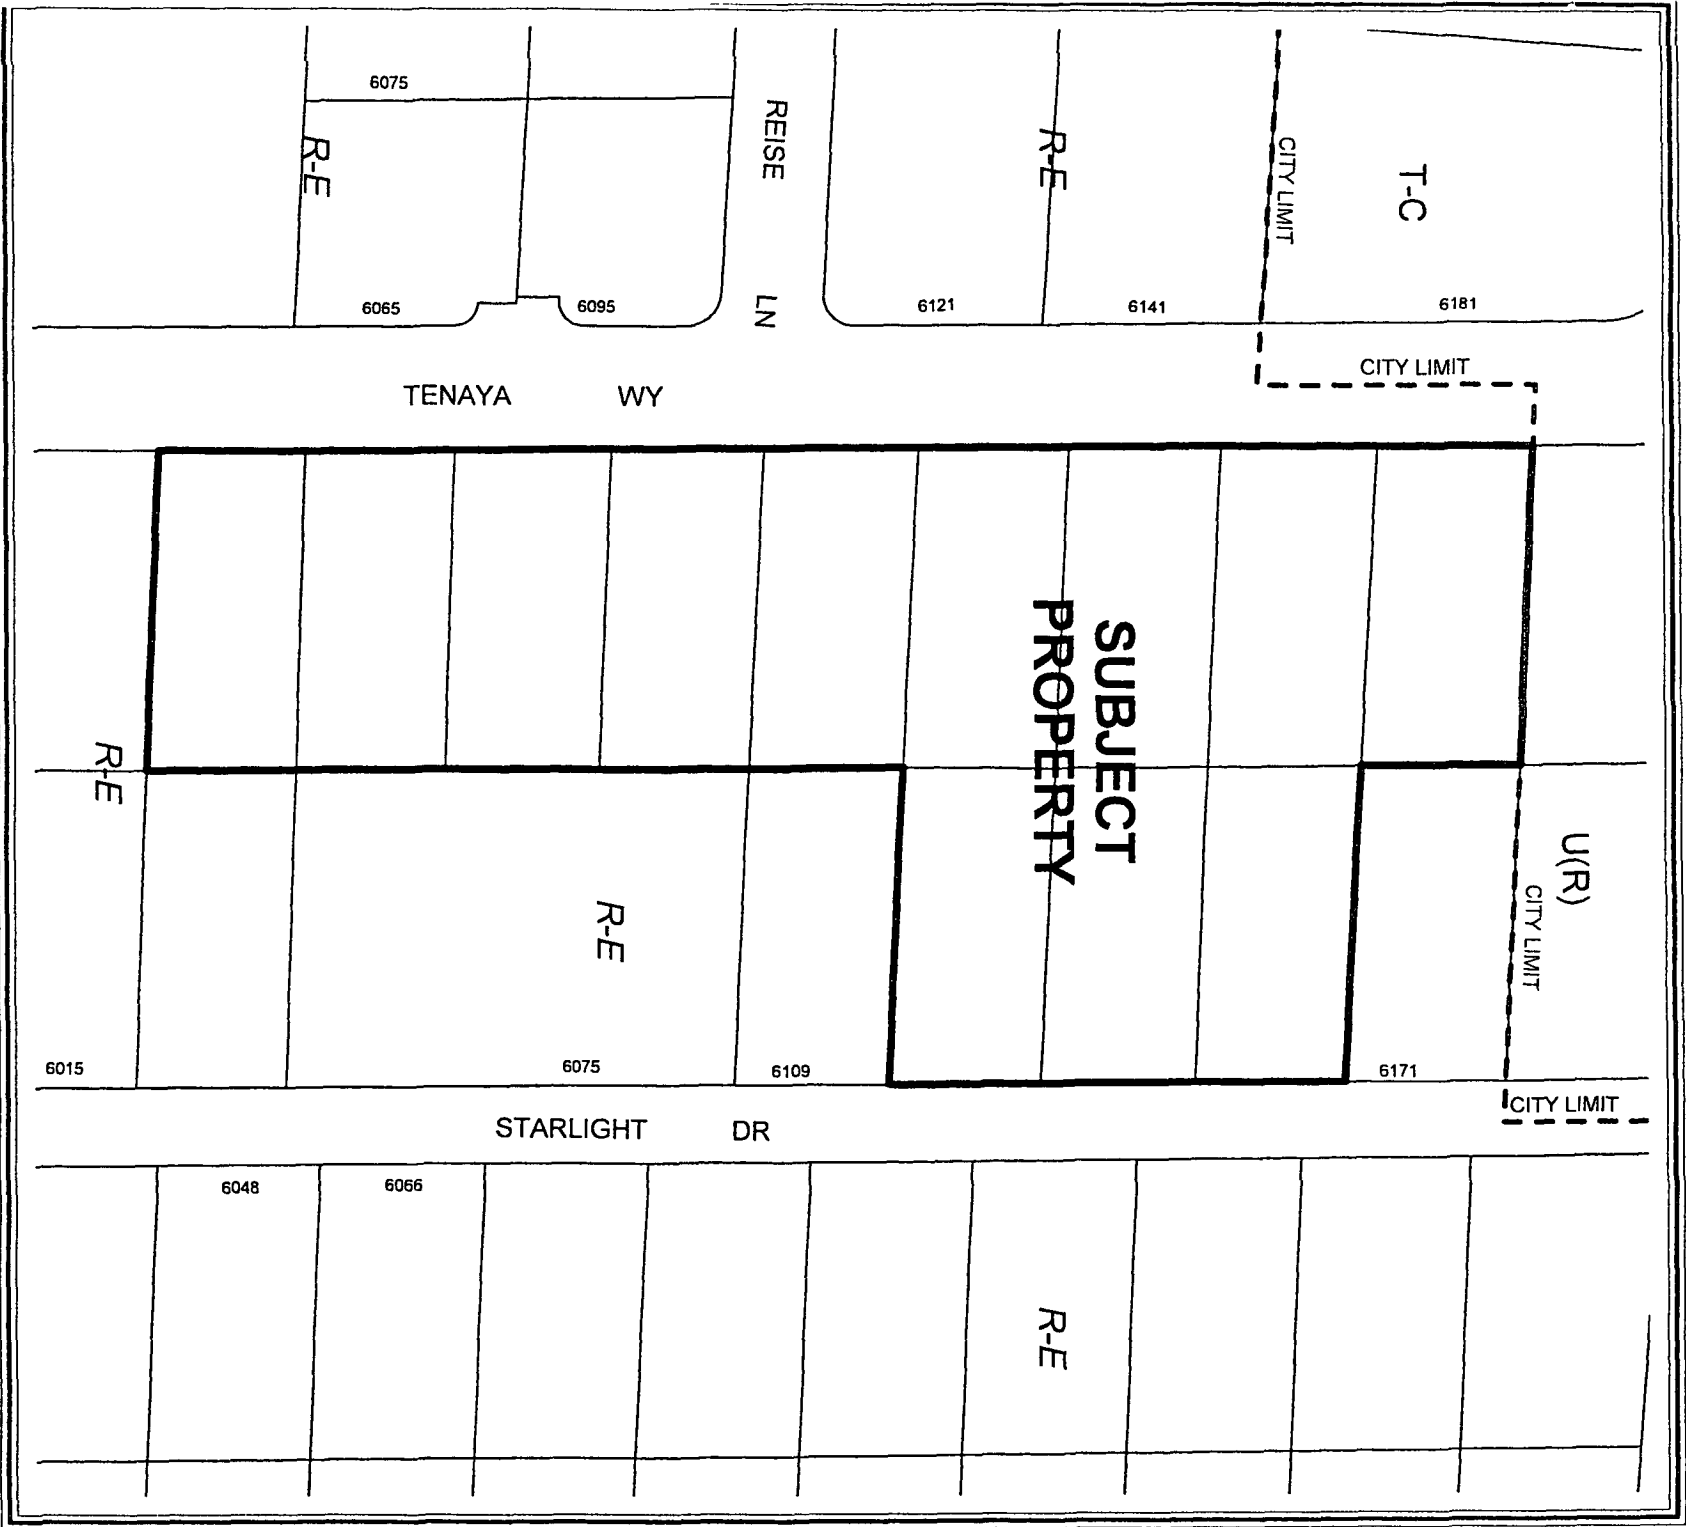 6075
REISE LN
R-E
R-E
CITY LIMIT
T-C
6065
6095
6121
6141
6181
CITY LIMIT
TENAYA WY
SUBJECT
PROPERTY
R-E
U(R)
CITY LIMIT
R-E
6015
6075
6109
6171
CITY LIMIT
STARLIGHT DR
6048
6066
R-E